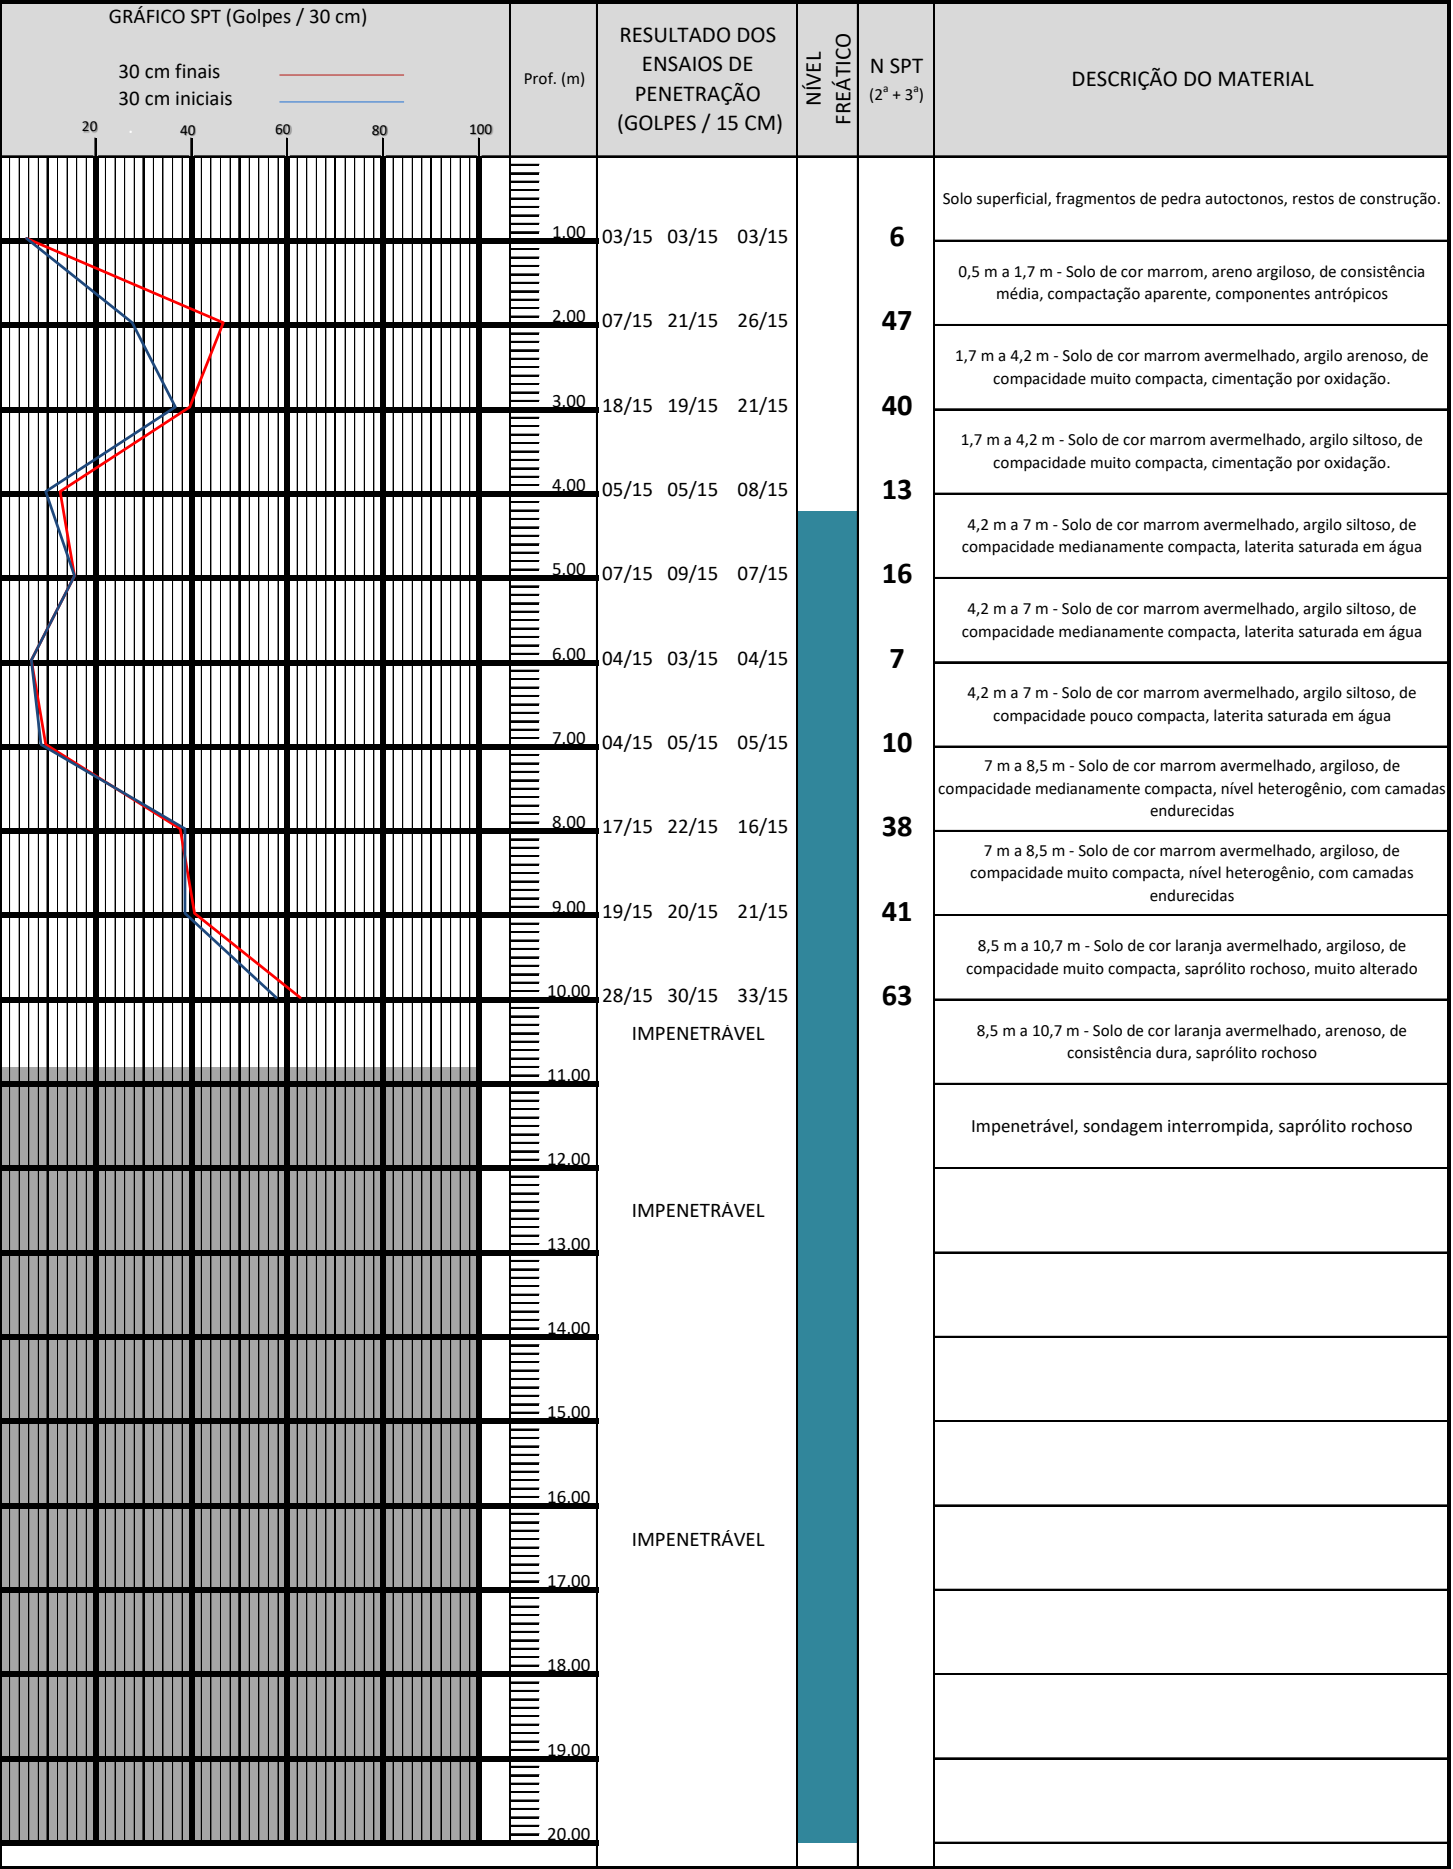 GRÁFICO SPT (Golpes / 30 cm)
30 cm finais
30 cm iniciais
20 40 60 80 100
Prof. (m)
RESULTADO DOS
ENSAIOS DE
PENETRAÇÃO
(GOLPES / 15 CM)
NÍVEL
FREÁTICO
N SPT
(2ª + 3ª)
DESCRIÇÃO DO MATERIAL
Solo superficial, fragmentos de pedra autoctonos, restos de construção.
1,00 03/15 03/15 03/15 6
0,5 m a 1,7 m - Solo de cor marrom, areno argiloso, de consistência
média, compactação aparente, componentes antrópicos
2,00 07/15 21/15 26/15 47
1,7 m a 4,2 m - Solo de cor marrom avermelhado, argilo arenoso, de
compacidade muito compacta, cimentação por oxidação.
3,00 18/15 19/15 21/15 40
1,7 m a 4,2 m - Solo de cor marrom avermelhado, argilo siltoso, de
compacidade muito compacta, cimentação por oxidação.
4,00 05/15 05/15 08/15 13
4,2 m a 7 m - Solo de cor marrom avermelhado, argilo siltoso, de
compacidade medianamente compacta, laterita saturada em água
5,00 07/15 09/15 07/15 16
4,2 m a 7 m - Solo de cor marrom avermelhado, argilo siltoso, de
compacidade medianamente compacta, laterita saturada em água
6,00 04/15 03/15 04/15 7
4,2 m a 7 m - Solo de cor marrom avermelhado, argilo siltoso, de
compacidade pouco compacta, laterita saturada em água
7,00 04/15 05/15 05/15 10
7 m a 8,5 m - Solo de cor marrom avermelhado, argiloso, de
compacidade medianamente compacta, nível heterogênio, com camadas
endurecidas
8,00 17/15 22/15 16/15 38
7 m a 8,5 m - Solo de cor marrom avermelhado, argiloso, de
compacidade muito compacta, nível heterogênio, com camadas
endurecidas
9,00 19/15 20/15 21/15 41
8,5 m a 10,7 m - Solo de cor laranja avermelhado, argiloso, de
compacidade muito compacta, saprólito rochoso, muito alterado
10,00 28/15 30/15 33/15 63
IMPENETRÁVEL
8,5 m a 10,7 m - Solo de cor laranja avermelhado, arenoso, de
consistência dura, saprólito rochoso
11,00
Impenetrável, sondagem interrompida, saprólito rochoso
12,00
IMPENETRÁVEL
13,00
14,00
15,00
16,00
IMPENETRÁVEL
17,00
18,00
19,00
20,00